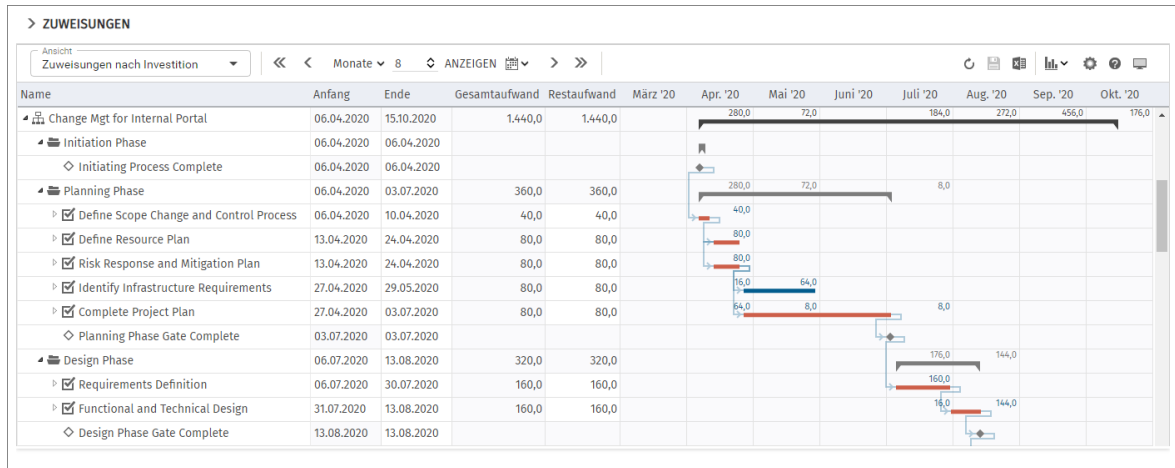 ZUWEISUNGEN
Ansicht
Zuweisungen nach Investition Monate 8 ANZEIGEN
Name Anfang Ende Gesamtaufwand Restaufwand März '20 Apr. '20 Mai '20 Juni '20 Juli '20 Aug. '20 Sep. '20 Okt. '20
Change Mgt for Internal Portal 06.04.2020 15.10.2020 1.440,0 1.440,0 280,0 72,0 184,0 272,0 456,0 176,0
Initiation Phase 06.04.2020 06.04.2020
Initiating Process Complete 06.04.2020 06.04.2020
Planning Phase 06.04.2020 03.07.2020 360,0 360,0 280,0 72,0 8,0
Define Scope Change and Control Process 06.04.2020 10.04.2020 40,0 40,0 40,0
Define Resource Plan 13.04.2020 24.04.2020 80,0 80,0 80,0
Risk Response and Mitigation Plan 13.04.2020 24.04.2020 80,0 80,0 80,0
Identify Infrastructure Requirements 27.04.2020 29.05.2020 80,0 80,0 16,0 64,0
Complete Project Plan 27.04.2020 03.07.2020 80,0 80,0 64,0 8,0 8,0
Planning Phase Gate Complete 03.07.2020 03.07.2020
Design Phase 06.07.2020 13.08.2020 320,0 320,0 176,0 144,0
Requirements Definition 06.07.2020 30.07.2020 160,0 160,0 160,0
Functional and Technical Design 31.07.2020 13.08.2020 160,0 160,0 16,0 144,0
Design Phase Gate Complete 13.08.2020 13.08.2020